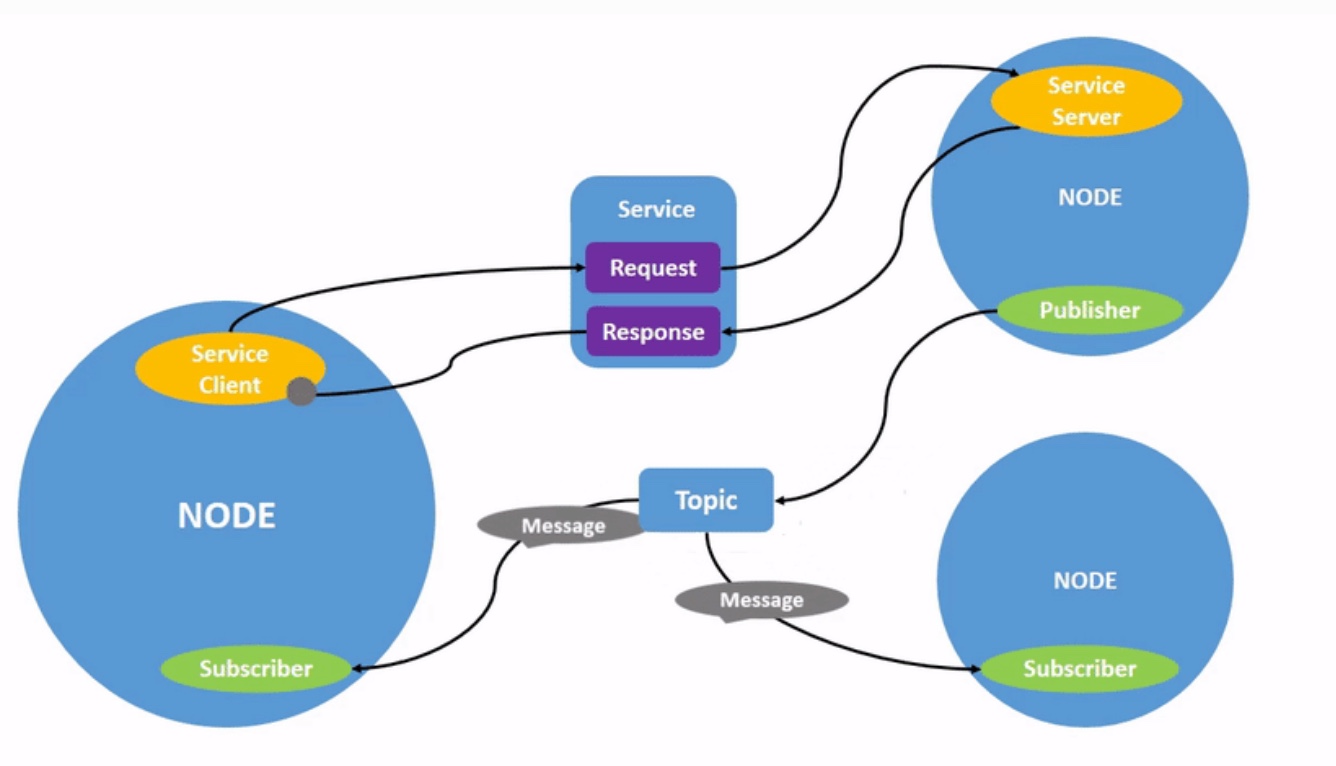 Service
Server
NODE
Service
Request
Publisher
Response
Service
Client
Topic
Message
NODE
NODE
Message
Subscriber
Subscriber